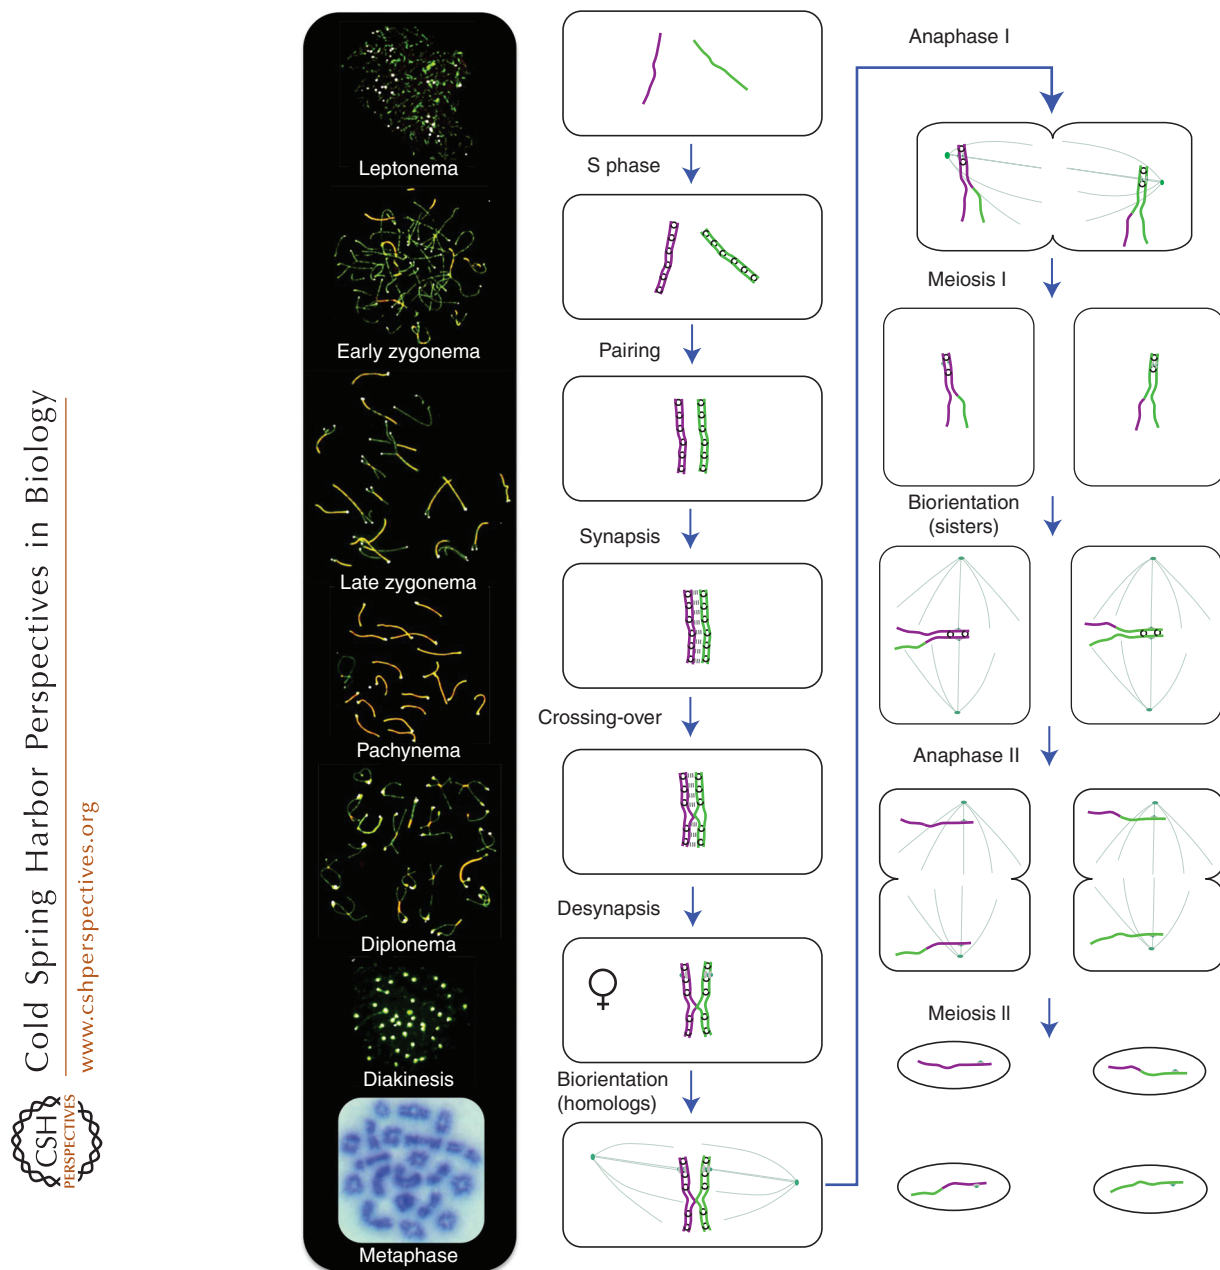 Cold Spring Harbor Perspectives in Biology
www.cshperspectives.org
CSH
PERSPECTIVES
Leptonema
Early zygonema
Late zygonema
Pachynema
Diplonema
Diakinesis
Metaphase
S phase
Pairing
Synapsis
Crossing-over
Desynapsis
Biorientation
(homologs)
Anaphase I
Meiosis I
Biorientation
(sisters)
Anaphase II
Meiosis II